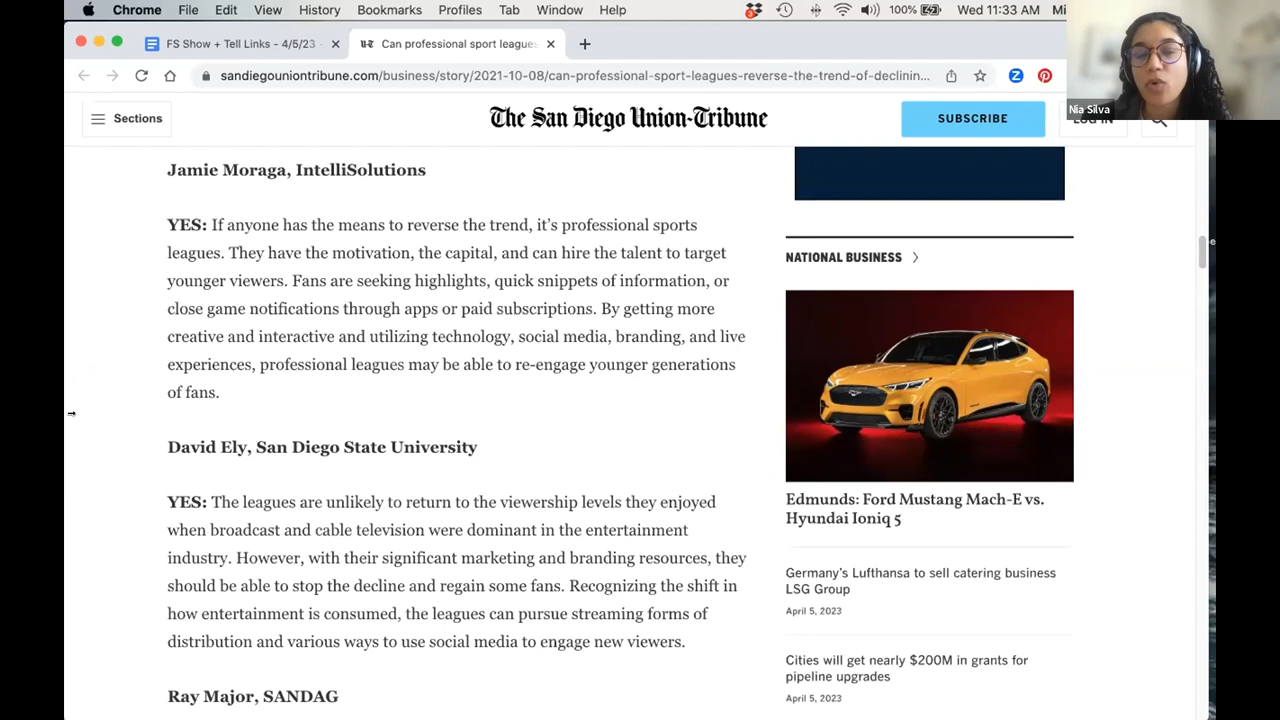 Chrome File Edit View History Bookmarks Profiles Tab Window Help
3
100%
Wed 11:33 AM
FS Show + Tell Links - 4/5/23
Can professional sport leagues
sandiegouniontribune.com/business/story/2021-10-08/can-professional-sport-leagues-reverse-the-trend-of-declinin...
Nia Silva
Sections
The San Diego Union-Tribune
SUBSCRIBE
LOG IN
Jamie Moraga, IntelliSolutions
YES: If anyone has the means to reverse the trend, it's professional sports
leagues. They have the motivation, the capital, and can hire the talent to target
younger viewers. Fans are seeking highlights, quick snippets of information, or
close game notifications through apps or paid subscriptions. By getting more
creative and interactive and utilizing technology, social media, branding, and live
experiences, professional leagues may be able to re-engage younger generations
of fans.
David Ely, San Diego State University
YES: The leagues are unlikely to return to the viewership levels they enjoyed
when broadcast and cable television were dominant in the entertainment
industry. However, with their significant marketing and branding resources, they
should be able to stop the decline and regain some fans. Recognizing the shift in
how entertainment is consumed, the leagues can pursue streaming forms of
distribution and various ways to use social media to engage new viewers.
Ray Major, SANDAG
NATIONAL BUSINESS
Edmunds: Ford Mustang Mach-E vs.
Hyundai Ioniq 5
Germany's Lufthansa to sell catering business
LSG Group
April 5, 2023
Cities will get nearly $200M in grants for
pipeline upgrades
April 5, 2023